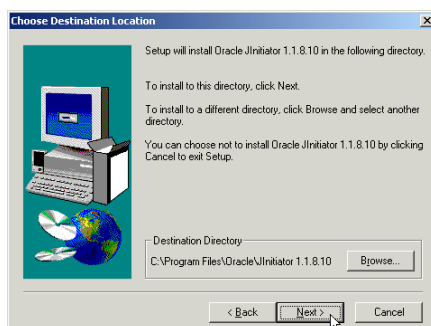 Choose Destination Location
Setup will install Oracle JInitiator 1.1.8.10 in the following directory.
To install to this directory, click Next.
To install to a different directory, click Browse and select another
directory.
You can choose not to install Oracle JInitiator 1.1.8.10 by clicking
Cancel to exit Setup.
Destination Directory
C:\Program Files\Oracle\JInitiator 1.1.8.10
Browse...
< Back
Next >
Cancel